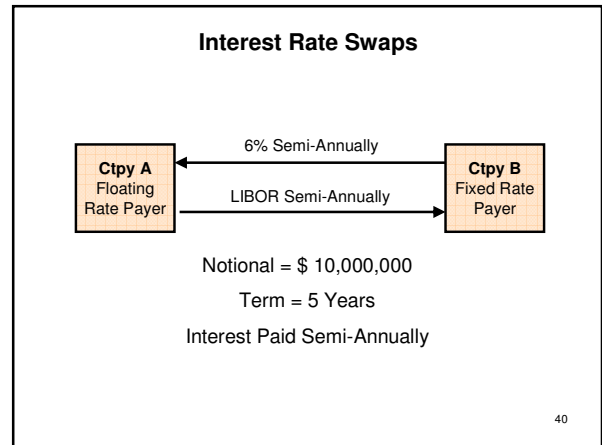 Interest Rate Swaps
6% Semi-Annually
Ctpy A
Floating
Rate Payer
LIBOR Semi-Annually
Ctpy B
Fixed Rate
Payer
Notional = $ 10,000,000
Term = 5 Years
Interest Paid Semi-Annually
40